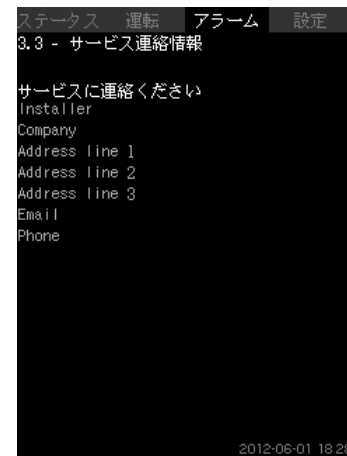 ステータス 運転 アラーム 設定
3.3 - サービス連絡情報
サービスに連絡ください
Installer
Company
Address line 1
Address line 2
Address line 3
Email
Phone
2012-06-01 18:28